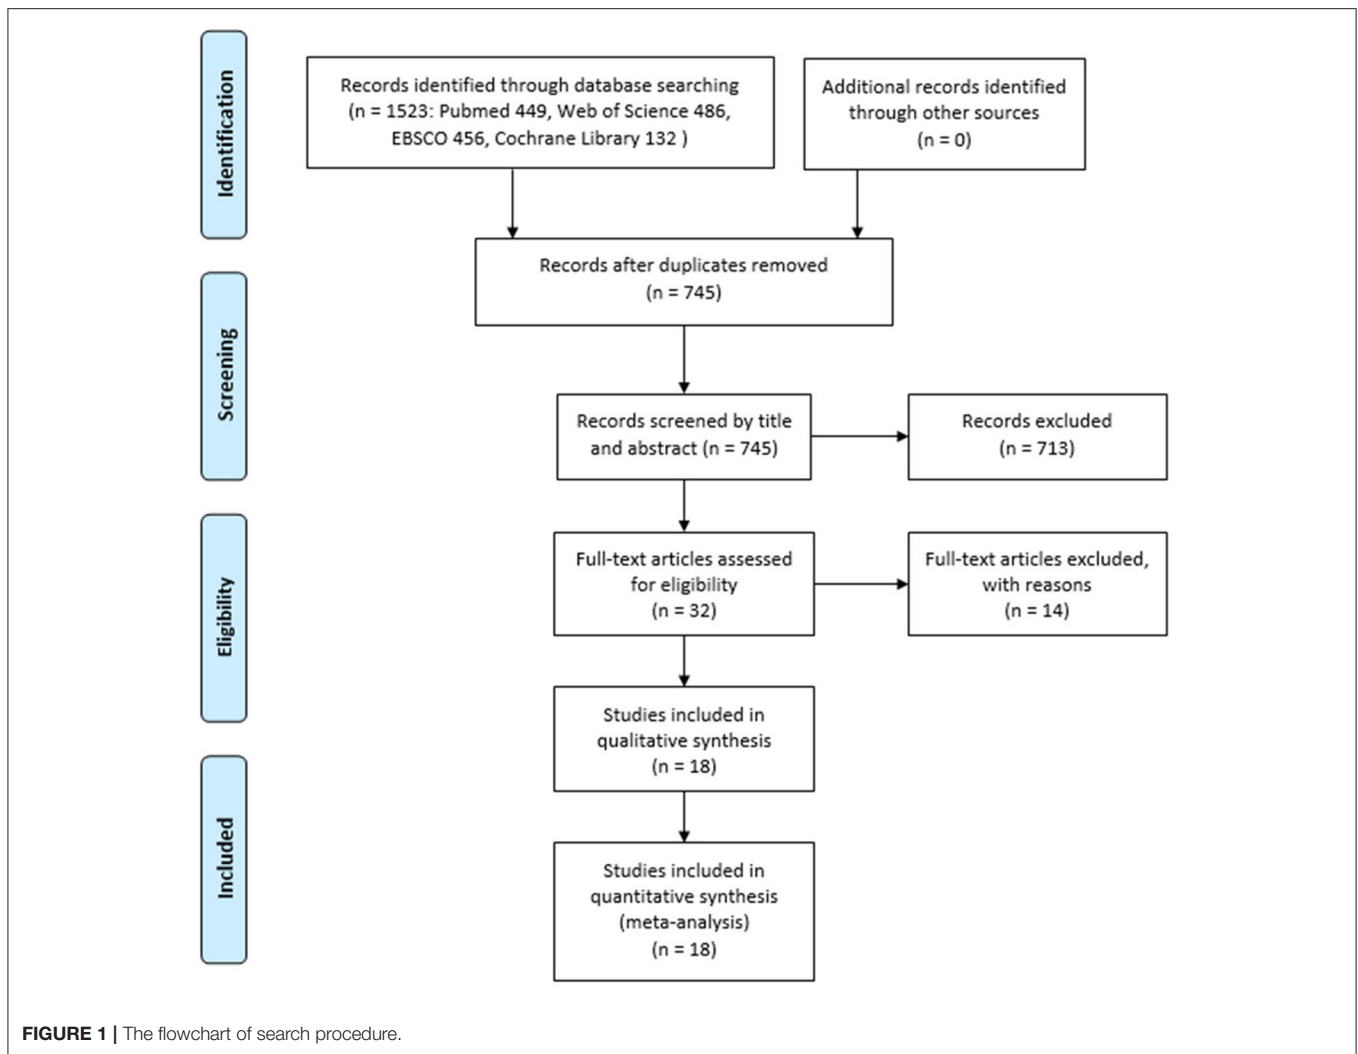 Identification
Records identified through database searching
(n = 1523: Pubmed 449, Web of Science 486,
EBSCO 456, Cochrane Library 132 )
Additional records identified
through other sources
(n = 0)
Records after duplicates removed
(n = 745)
Screening
Records screened by title
and abstract (n = 745)
Records excluded
(n = 713)
Eligibility
Full-text articles assessed
for eligibility
(n = 32)
Full-text articles excluded,
with reasons
(n = 14)
Studies included in
qualitative synthesis
(n = 18)
Included
Studies included in
quantitative synthesis
(meta-analysis)
(n = 18)
FIGURE 1 | The flowchart of search procedure.